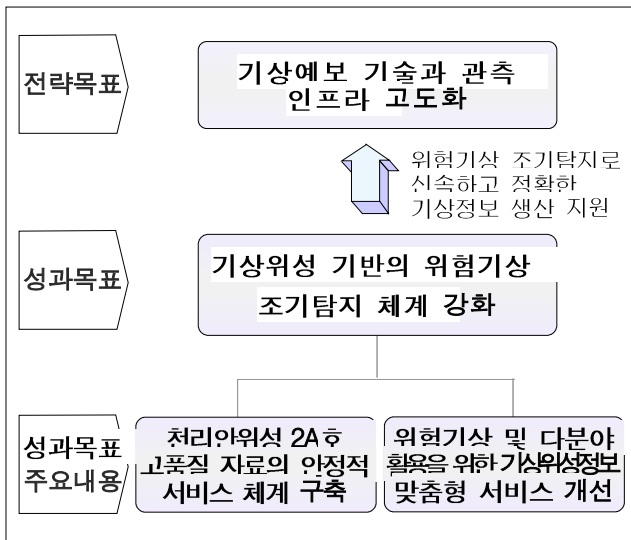 전략목표
기상예보 기술과 관측
인프라 고도화
위험기상 조기탐지로
신속하고 정확한
기상정보 생산 지원
성과목표
기상위성 기반의 위험기상
조기탐지 체계 강화
성과목표
주요내용
천리안위성 2A호
고품질 자료의 안정적
서비스 체계 구축
위험기상 및 다분야
활용을 위한 기상위성정보
맞춤형 서비스 개선